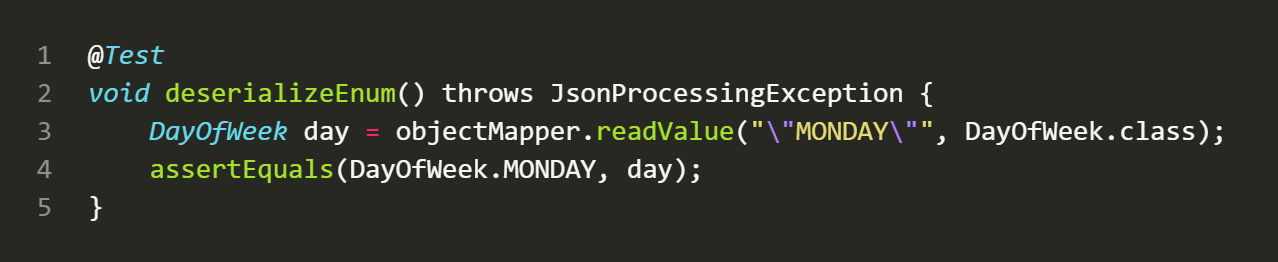 1 @Test
2 void deserializeEnum() throws JsonProcessingException {
3     DayOfWeek day = objectMapper.readValue("\"MONDAY\"", DayOfWeek.class);
4     assertEquals(DayOfWeek.MONDAY, day);
5 }